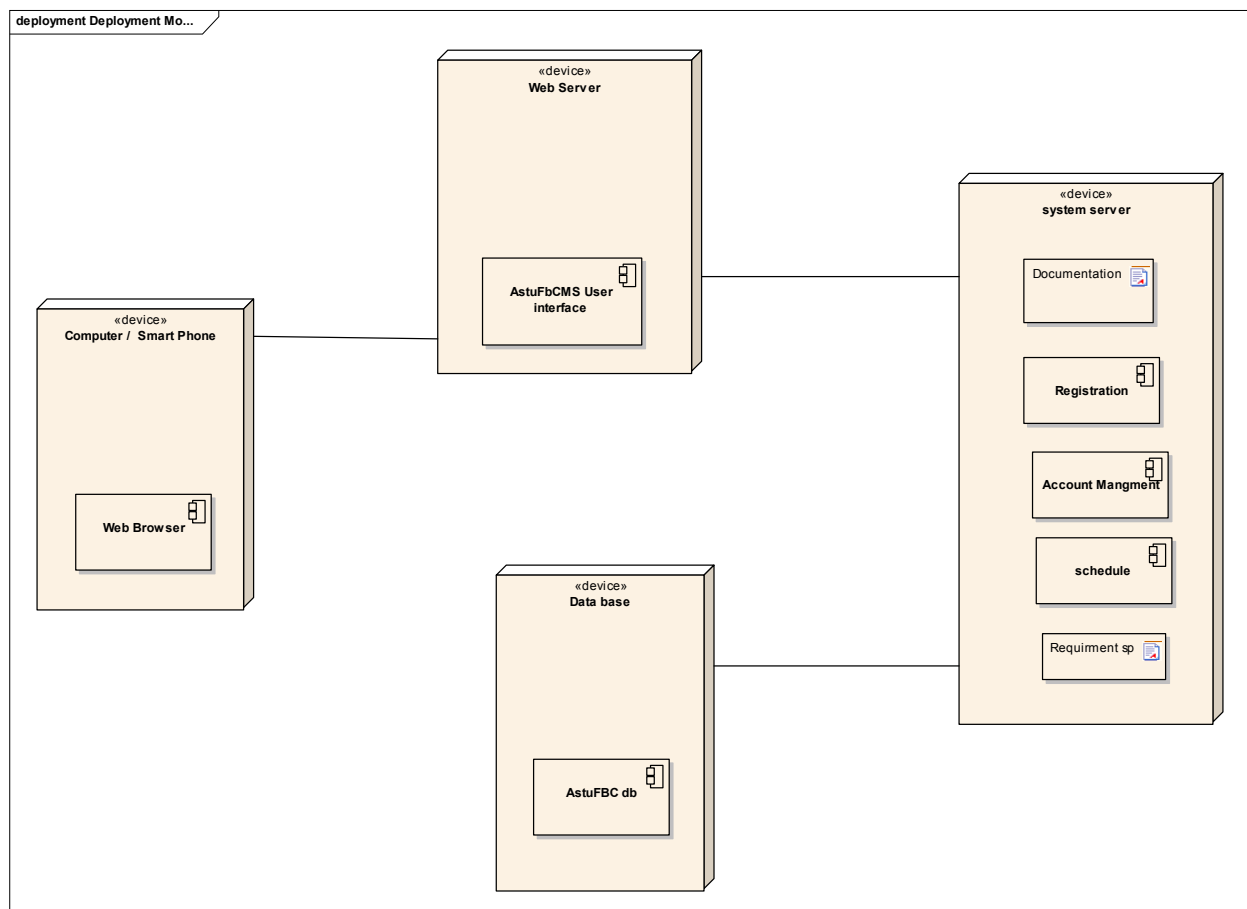 deployment Deployment Mo...
«device»
Web Server
AstuFbCMS User
interface
«device»
system server
Documentation
Registration
Account Mangment
schedule
Requirment sp
«device»
Computer / Smart Phone
Web Browser
«device»
Data base
AstuFBC db